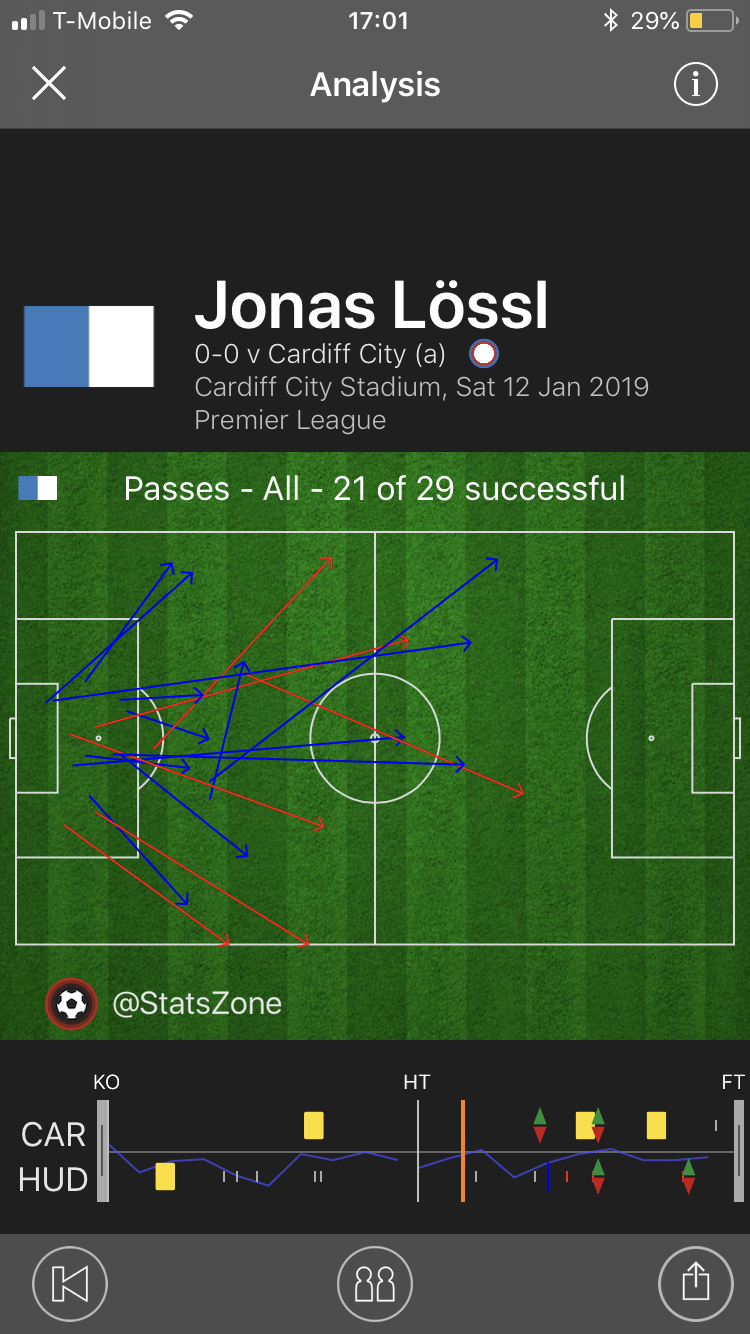 T-Mobile 17:01 29%
Analysis i
Jonas Lössl
0-0 v Cardiff City (a)
Cardiff City Stadium, Sat 12 Jan 2019
Premier League
Passes - All - 21 of 29 successful
@StatsZone
KO HT FT
CAR
HUD